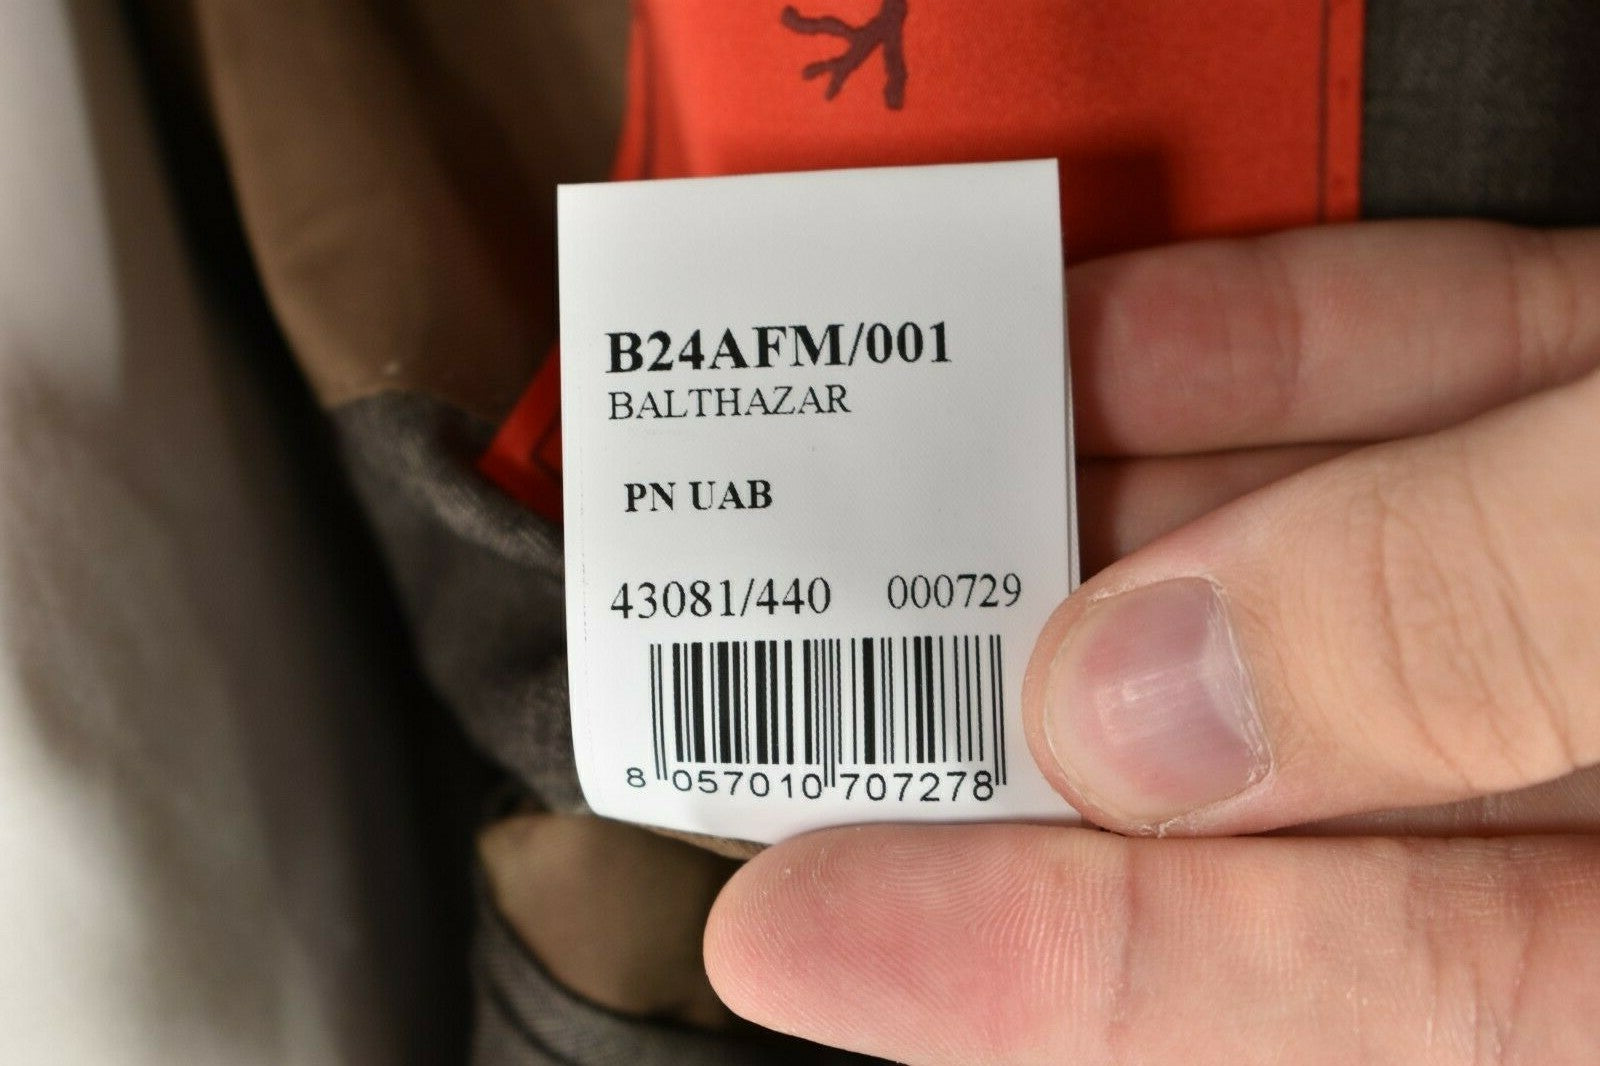 B24AFM/001
BALTHAZAR
PN UAB
43081/440 000729
8 057010 707278